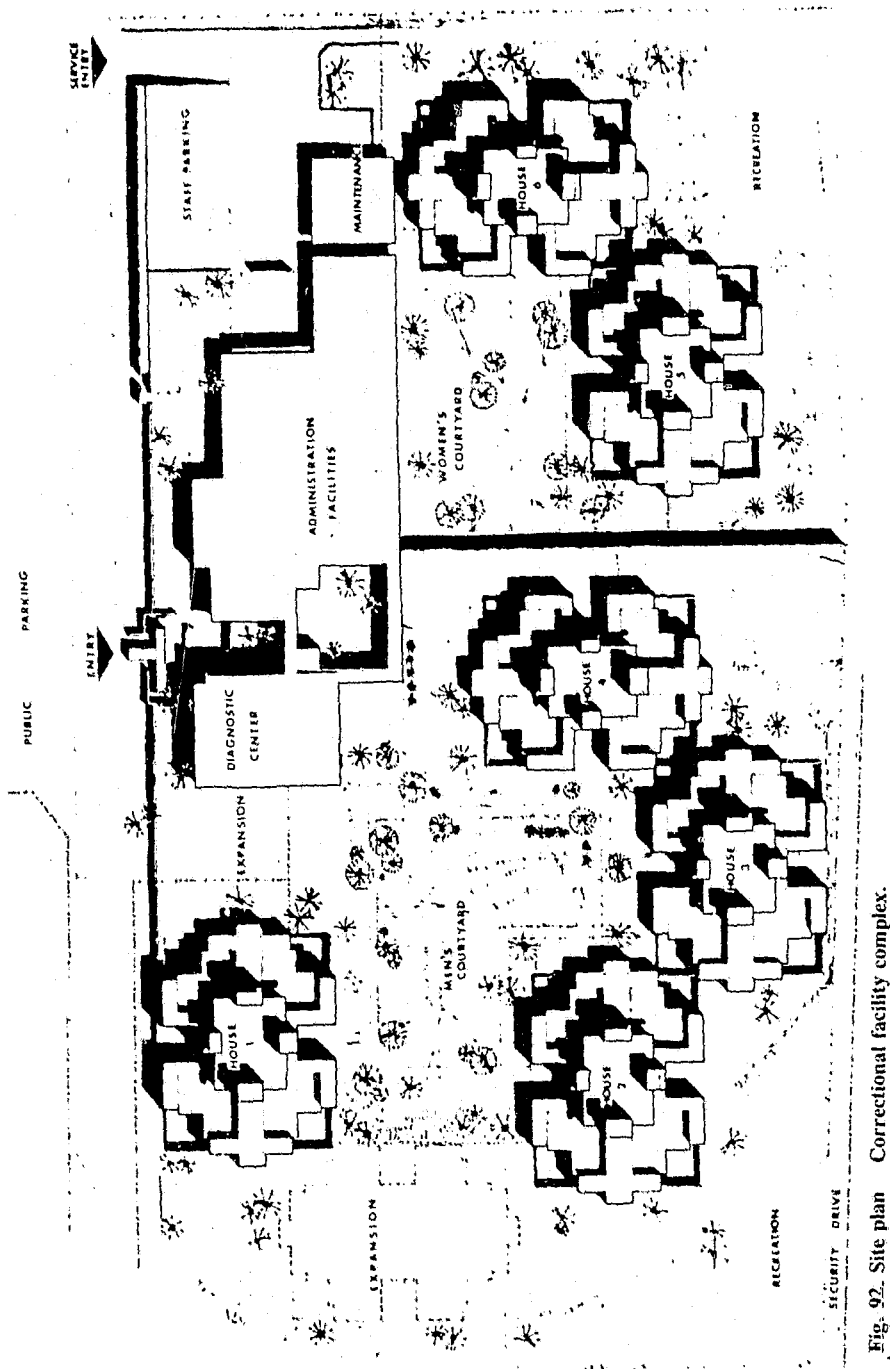 PUBLIC PARKING
ENTRY
SERVICE
ENTRY
STAFF PARKING
EXPANSION
DIAGNOSTIC
CENTER
ADMINISTRATION
FACILITIES
MAINTENANCE
HOUSE
1
EXPANSION
MEN'S
COURTYARD
WOMEN'S
COURTYARD
HOUSE
2
HOUSE
3
HOUSE
4
HOUSE
5
HOUSE
6
RECREATION
RECREATION
SECURITY DRIVE
Fig. 92. Site plan Correctional facility complex.